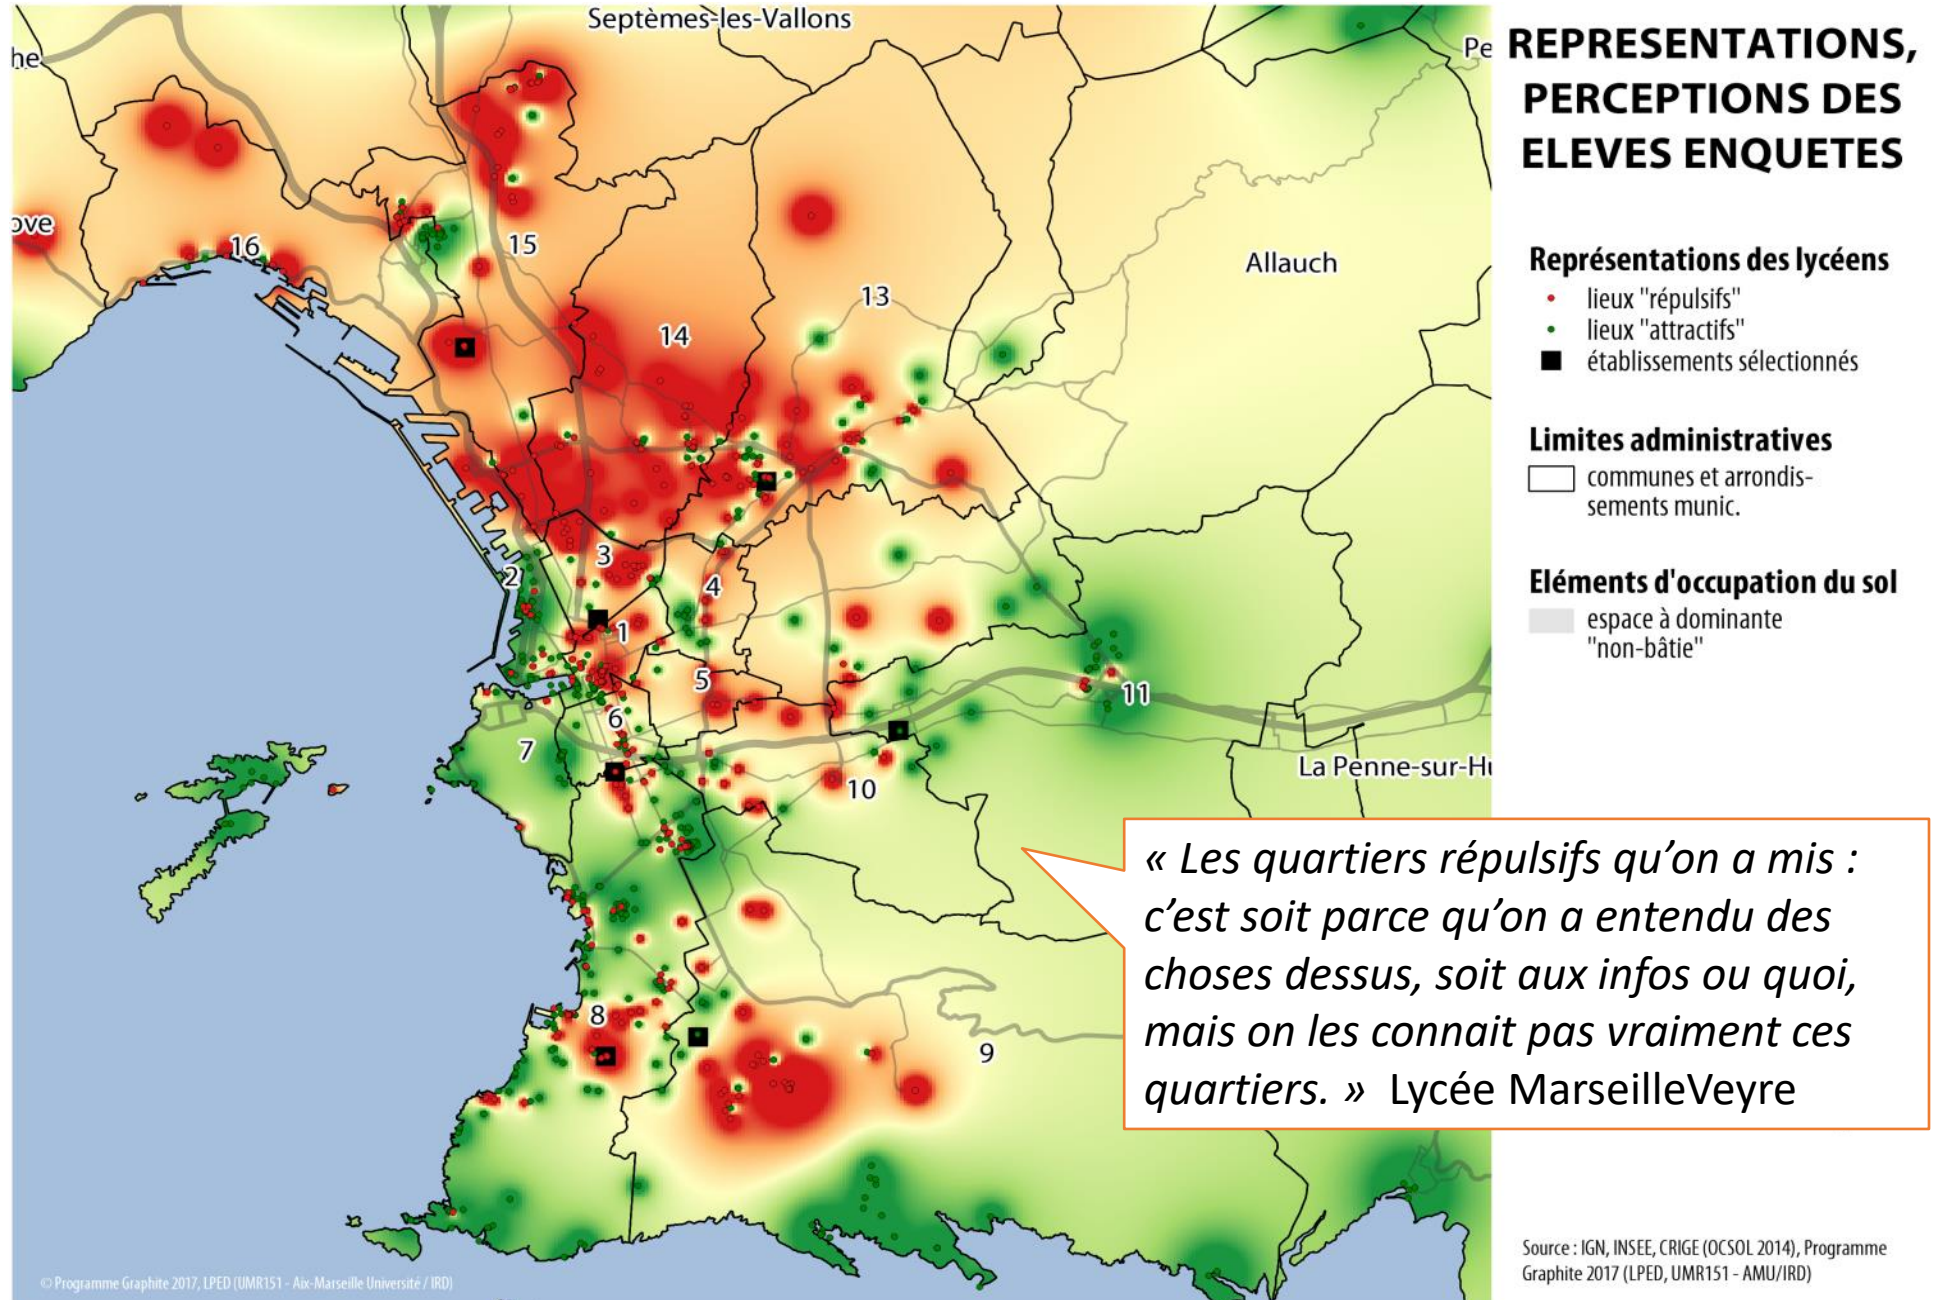 REPRESENTATIONS,
PERCEPTIONS DES
ELEVES ENQUETES
Représentations des lycéens
lieux "répulsifs"
lieux "attractifs"
établissements sélectionnés
Limites administratives
communes et arrondis-
sements munic.
Eléments d'occupation du sol
espace à dominante
"non-bâtie"
Septèmes-les-Vallons
Pe
he
ove
16
15
Allauch
13
14
3
2
4
1
5
11
6
7
La Penne-sur-Hu
10
8
9
« Les quartiers répulsifs qu’on a mis :
c’est soit parce qu’on a entendu des
choses dessus, soit aux infos ou quoi,
mais on les connait pas vraiment ces
quartiers. » Lycée MarseilleVeyre
Source : IGN, INSEE, CRIGE (OCSOL 2014), Programme
Graphite 2017 (LPED, UMR151 - AMU/IRD)
© Programme Graphite 2017, LPED (UMR151 - Aix-Marseille Université / IRD)